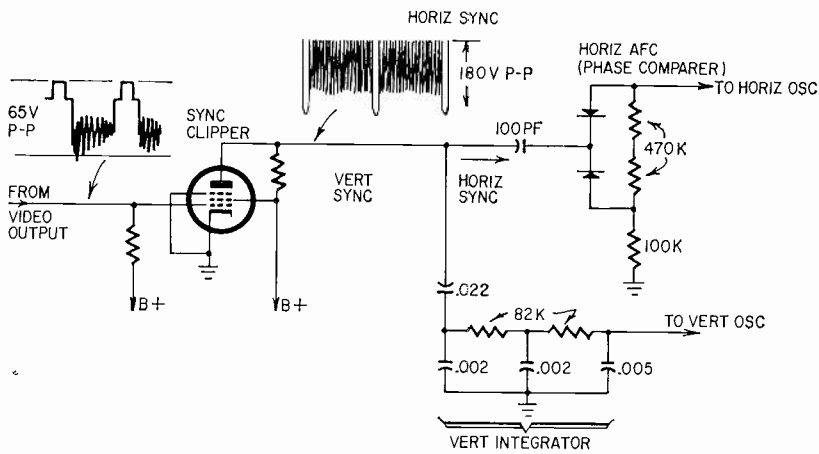 HORIZ SYNC
180V P-P
HORIZ AFC
(PHASE COMPARER)
TO HORIZ OSC
65V
P-P
SYNC
CLIPPER
100PF
470K
FROM
VIDEO
OUTPUT
VERT
SYNC
HORIZ
SYNC
100K
B+
B+
.022
82K
TO VERT OSC
.002
.002
.005
VERT INTEGRATOR